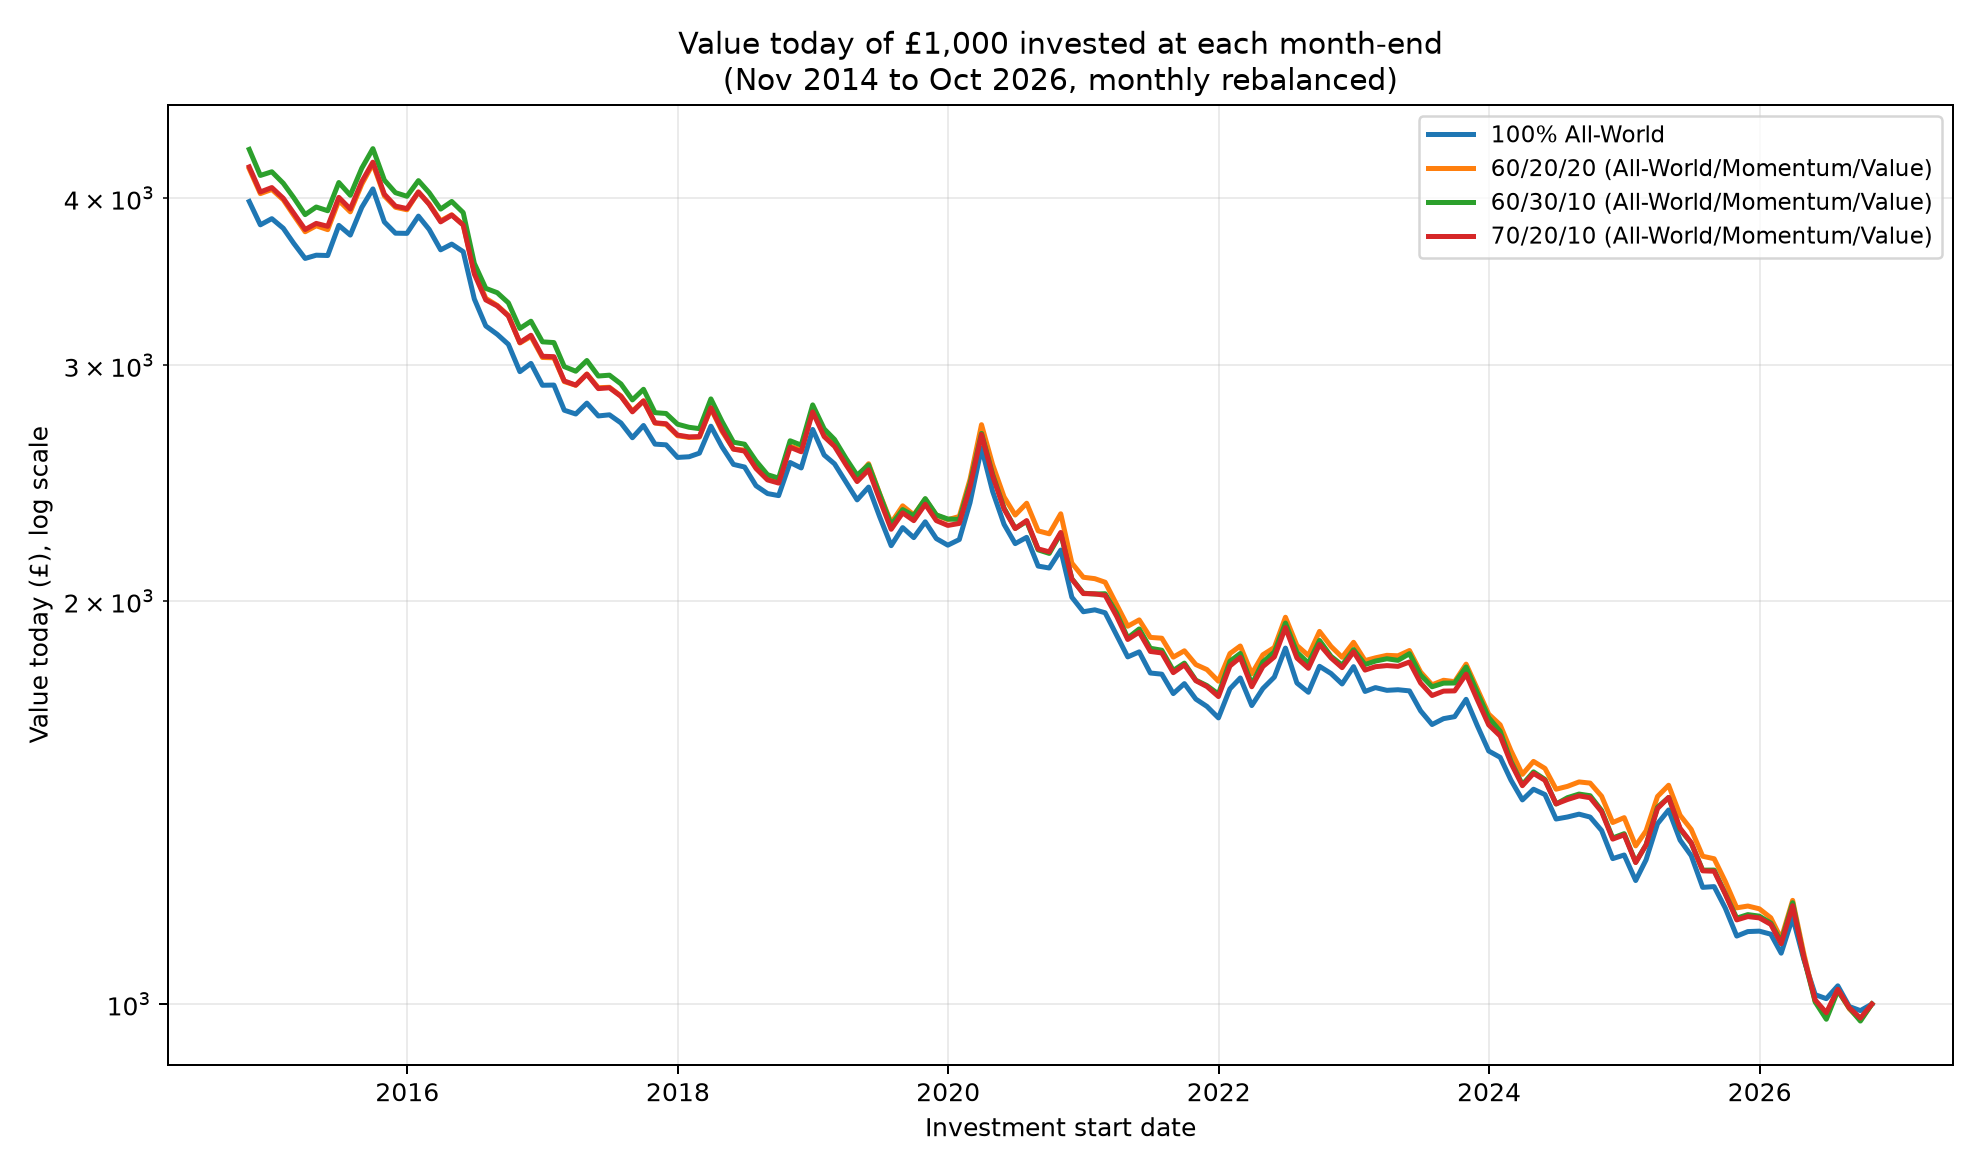 Value today of £1,000 invested at each month-end
(Nov 2014 to Oct 2026, monthly rebalanced)
100% All-World
60/20/20 (All-World/Momentum/Value)
60/30/10 (All-World/Momentum/Value)
70/20/10 (All-World/Momentum/Value)
Value today (£), log scale
4 × 10³
3 × 10³
2 × 10³
10³
2016 2018 2020 2022 2024 2026
Investment start date